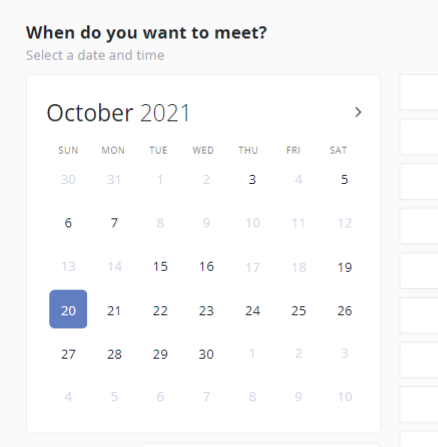 When do you want to meet?
Select a date and time
October 2021 >
SUN MON TUE WED THU FRI SAT
30 31 1 2 3 4 5
6 7 8 9 10 11 12
13 14 15 16 17 18 19
20 21 22 23 24 25 26
27 28 29 30 1 2 3
4 5 6 7 8 9 10